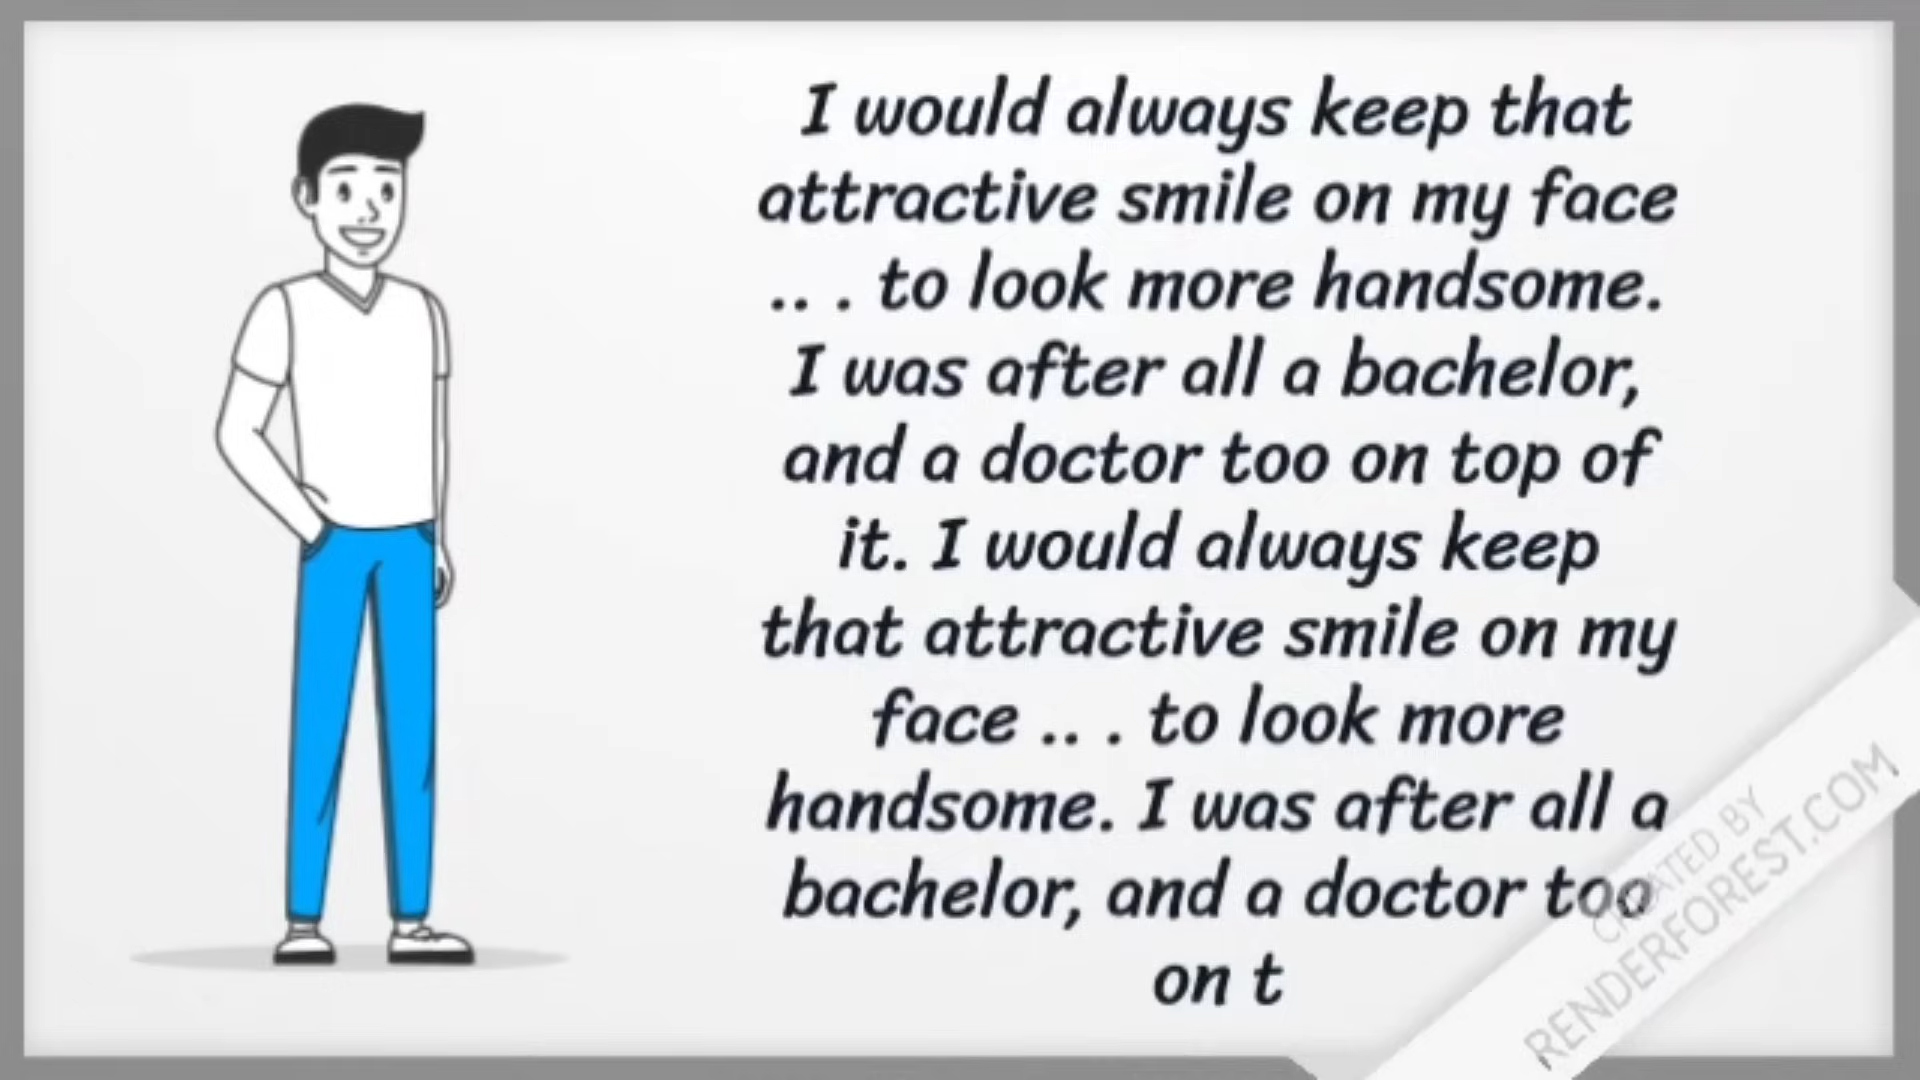 I would always keep that
attractive smile on my face
.. . to look more handsome.
I was after all a bachelor,
and a doctor too on top of
it. I would always keep
that attractive smile on my
face .. . to look more
handsome. I was after all a
bachelor, and a doctor too
on t
CREATED BY
RENDERFOREST.COM